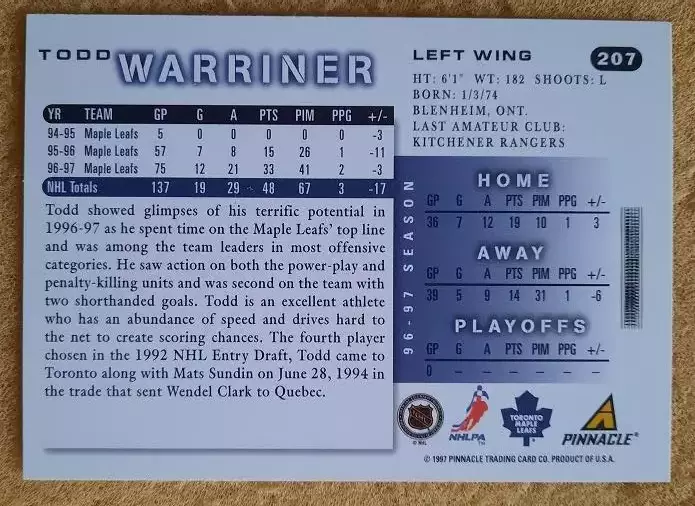 TODD WARRINER
LEFT WING 207
HT: 6'1" WT: 182 SHOOTS: L
BORN: 1/3/74
BLENHEIM, ONT.
LAST AMATEUR CLUB:
KITCHENER RANGERS
YR TEAM GP G A PTS PIM PPG +/-
94-95 Maple Leafs 5 0 0 0 0 0 -3
95-96 Maple Leafs 57 7 8 15 26 1 -11
96-97 Maple Leafs 75 12 21 33 41 2 -3
NHL Totals 137 19 29 48 67 3 -17
Todd showed glimpses of his terrific potential in
1996-97 as he spent time on the Maple Leafs' top line
and was among the team leaders in most offensive
categories. He saw action on both the power-play and
penalty-killing units and was second on the team with
two shorthanded goals. Todd is an excellent athlete
who has an abundance of speed and drives hard to
the net to create scoring chances. The fourth player
chosen in the 1992 NHL Entry Draft, Todd came to
Toronto along with Mats Sundin on June 28, 1994 in
the trade that sent Wendel Clark to Quebec.
96-97 SEASON
HOME
GP G A PTS PIM PPG +/-
36 7 12 19 10 1 3
AWAY
GP G A PTS PIM PPG +/-
39 5 9 14 31 1 -6
PLAYOFFS
GP G A PTS PIM PPG +/-
0 – – – – – –
NHL
© NHL
NHLPA™
TORONTO
MAPLE
LEAFS
PINNACLE®
© 1997 PINNACLE TRADING CARD CO. PRODUCT OF U.S.A.